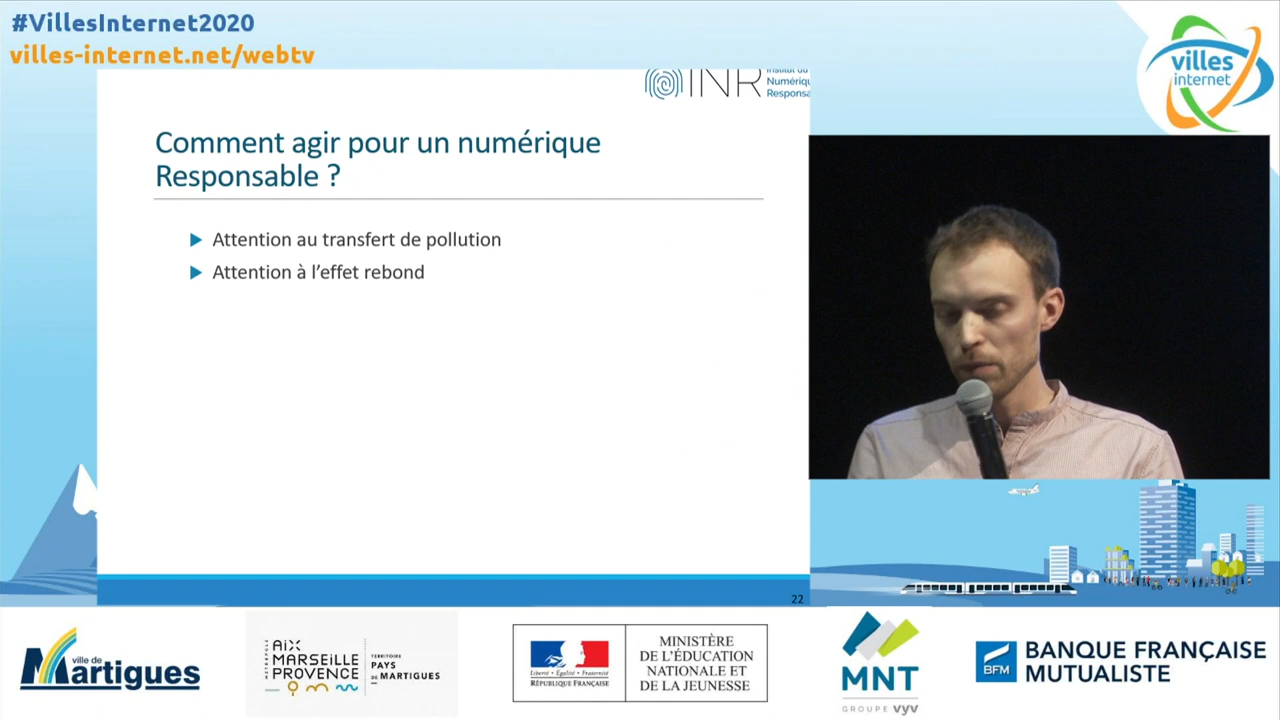 #VillesInternet2020
villes-internet.net/webtv
villes
internet
INR
Institut du
Numérique
Responsa
Comment agir pour un numérique
Responsable ?
Attention au transfert de pollution
Attention à l'effet rebond
22
ville de
Martigues
MÉTROPOLE
AIX
MARSEILLE
PROVENCE
TERRITOIRE
PAYS
DE MARTIGUES
Liberté • Égalité • Fraternité
RÉPUBLIQUE FRANÇAISE
MINISTÈRE
DE L'ÉDUCATION
NATIONALE ET
DE LA JEUNESSE
MNT
GROUPE vyv
BFM
BANQUE FRANÇAISE
MUTUALISTE